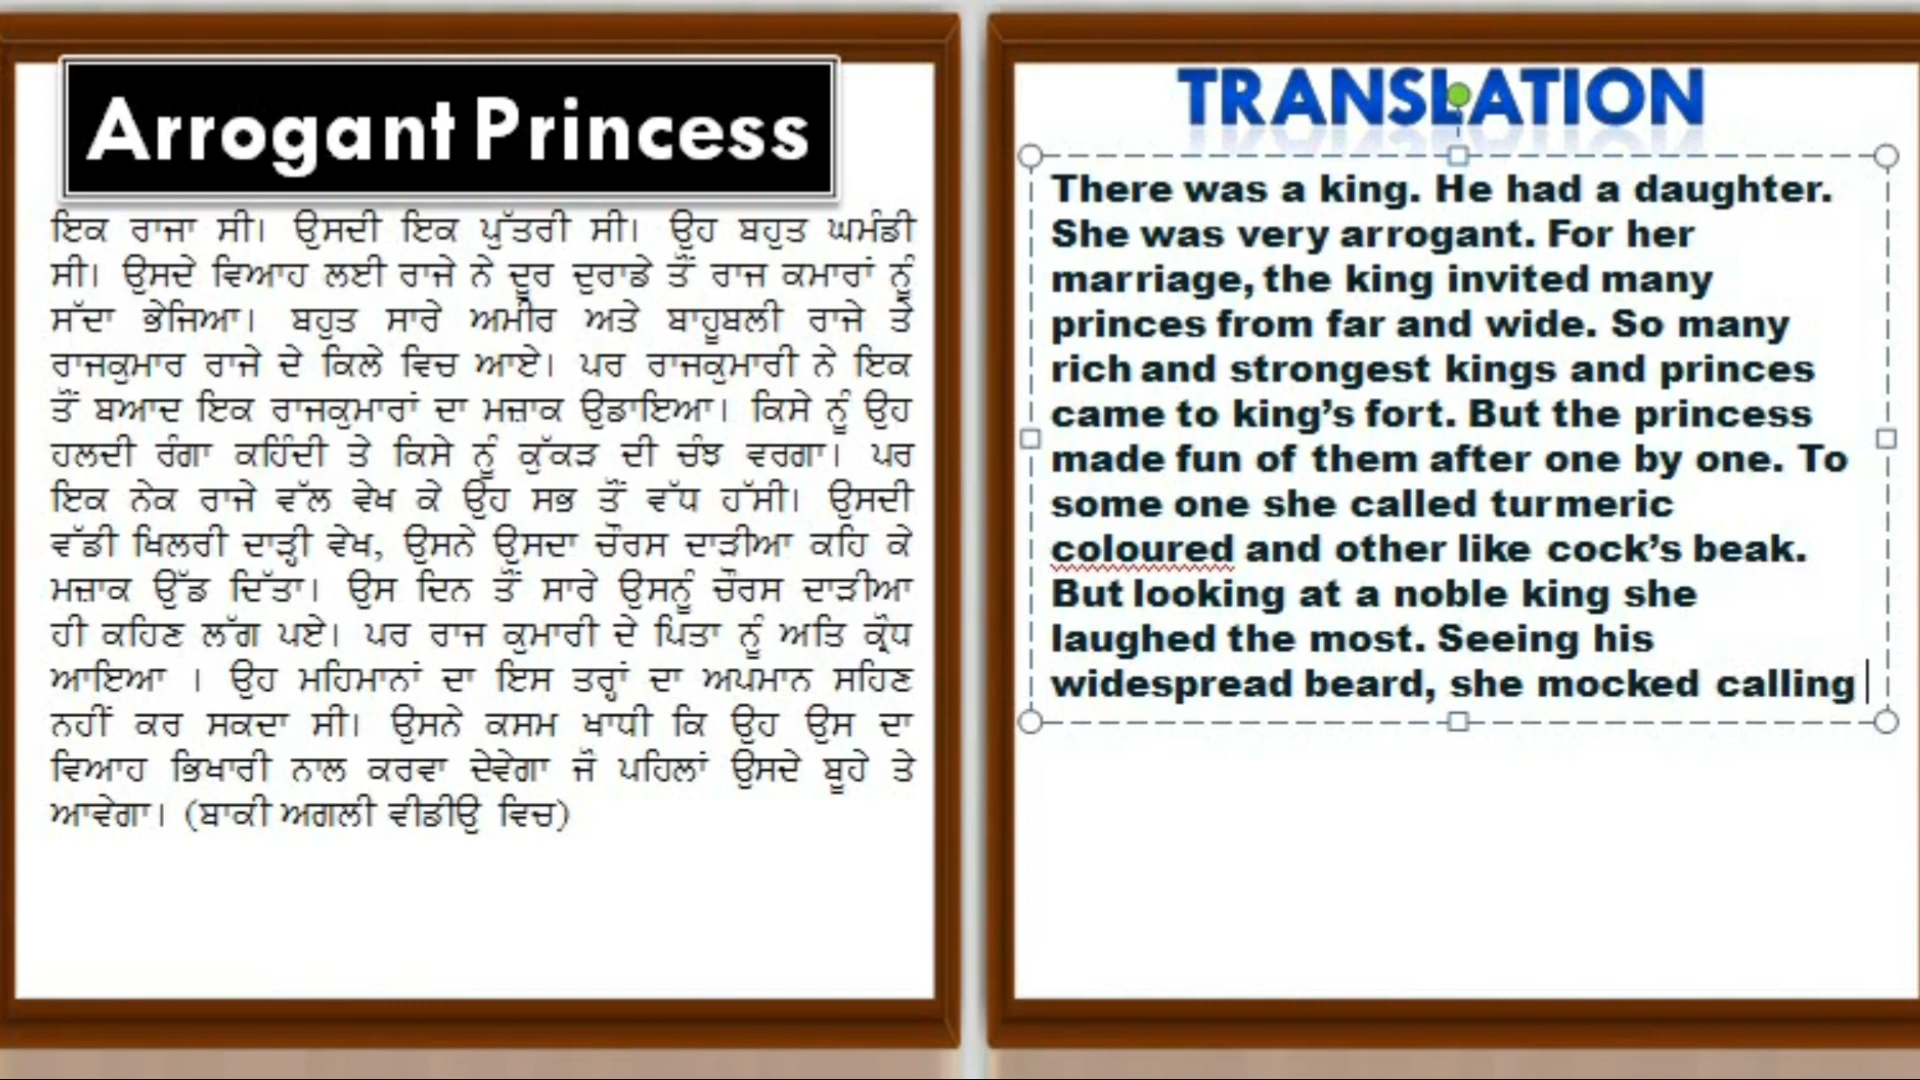 Arrogant Princess
ਇਕ ਰਾਜਾ ਸੀ। ਉਸਦੀ ਇਕ ਪੁੱਤਰੀ ਸੀ। ਉਹ ਬਹੁਤ ਘਮੰਡੀ
ਸੀ। ਉਸਦੇ ਵਿਆਹ ਲਈ ਰਾਜੇ ਨੇ ਦੂਰ ਦੁਰਾਡੇ ਤੋਂ ਰਾਜ ਕਮਾਰਾਂ ਨੂੰ
ਸੱਦਾ ਭੇਜਿਆ। ਬਹੁਤ ਸਾਰੇ ਅਮੀਰ ਅਤੇ ਬਾਹੂਬਲੀ ਰਾਜੇ ਤੇ
ਰਾਜਕੁਮਾਰ ਰਾਜੇ ਦੇ ਕਿਲੇ ਵਿਚ ਆਏ। ਪਰ ਰਾਜਕੁਮਾਰੀ ਨੇ ਇਕ
ਤੋਂ ਬਆਦ ਇਕ ਰਾਜਕੁਮਾਰਾਂ ਦਾ ਮਜ਼ਾਕ ਉਡਾਇਆ। ਕਿਸੇ ਨੂੰ ਉਹ
ਹਲਦੀ ਰੰਗਾ ਕਹਿੰਦੀ ਤੇ ਕਿਸੇ ਨੂੰ ਕੁੱਕੜ ਦੀ ਚੰਝ ਵਰਗਾ। ਪਰ
ਇਕ ਨੇਕ ਰਾਜੇ ਵੱਲ ਵੇਖ ਕੇ ਉਹ ਸਭ ਤੋਂ ਵੱਧ ਹੱਸੀ। ਉਸਦੀ
ਵੱਡੀ ਖਿਲਰੀ ਦਾੜ੍ਹੀ ਵੇਖ, ਉਸਨੇ ਉਸਦਾ ਚੌਰਸ ਦਾੜੀਆ ਕਹਿ ਕੇ
ਮਜ਼ਾਕ ਉੱਡ ਦਿੱਤਾ। ਉਸ ਦਿਨ ਤੋਂ ਸਾਰੇ ਉਸਨੂੰ ਚੌਰਸ ਦਾੜੀਆ
ਹੀ ਕਹਿਣ ਲੱਗ ਪਏ। ਪਰ ਰਾਜ ਕੁਮਾਰੀ ਦੇ ਪਿਤਾ ਨੂੰ ਅਤਿ ਕ੍ਰੋਧ
ਆਇਆ । ਉਹ ਮਹਿਮਾਨਾਂ ਦਾ ਇਸ ਤਰ੍ਹਾਂ ਦਾ ਅਪਮਾਨ ਸਹਿਣ
ਨਹੀਂ ਕਰ ਸਕਦਾ ਸੀ। ਉਸਨੇ ਕਸਮ ਖਾਧੀ ਕਿ ਉਹ ਉਸ ਦਾ
ਵਿਆਹ ਭਿਖਾਰੀ ਨਾਲ ਕਰਵਾ ਦੇਵੇਗਾ ਜੋ ਪਹਿਲਾਂ ਉਸਦੇ ਬੂਹੇ ਤੇ
ਆਵੇਗਾ। (ਬਾਕੀ ਅਗਲੀ ਵੀਡੀਉ ਵਿਚ)
TRANSLATION
There was a king. He had a daughter.
She was very arrogant. For her
marriage, the king invited many
princes from far and wide. So many
rich and strongest kings and princes
came to king’s fort. But the princess
made fun of them after one by one. To
some one she called turmeric
coloured and other like cock’s beak.
But looking at a noble king she
laughed the most. Seeing his
widespread beard, she mocked calling